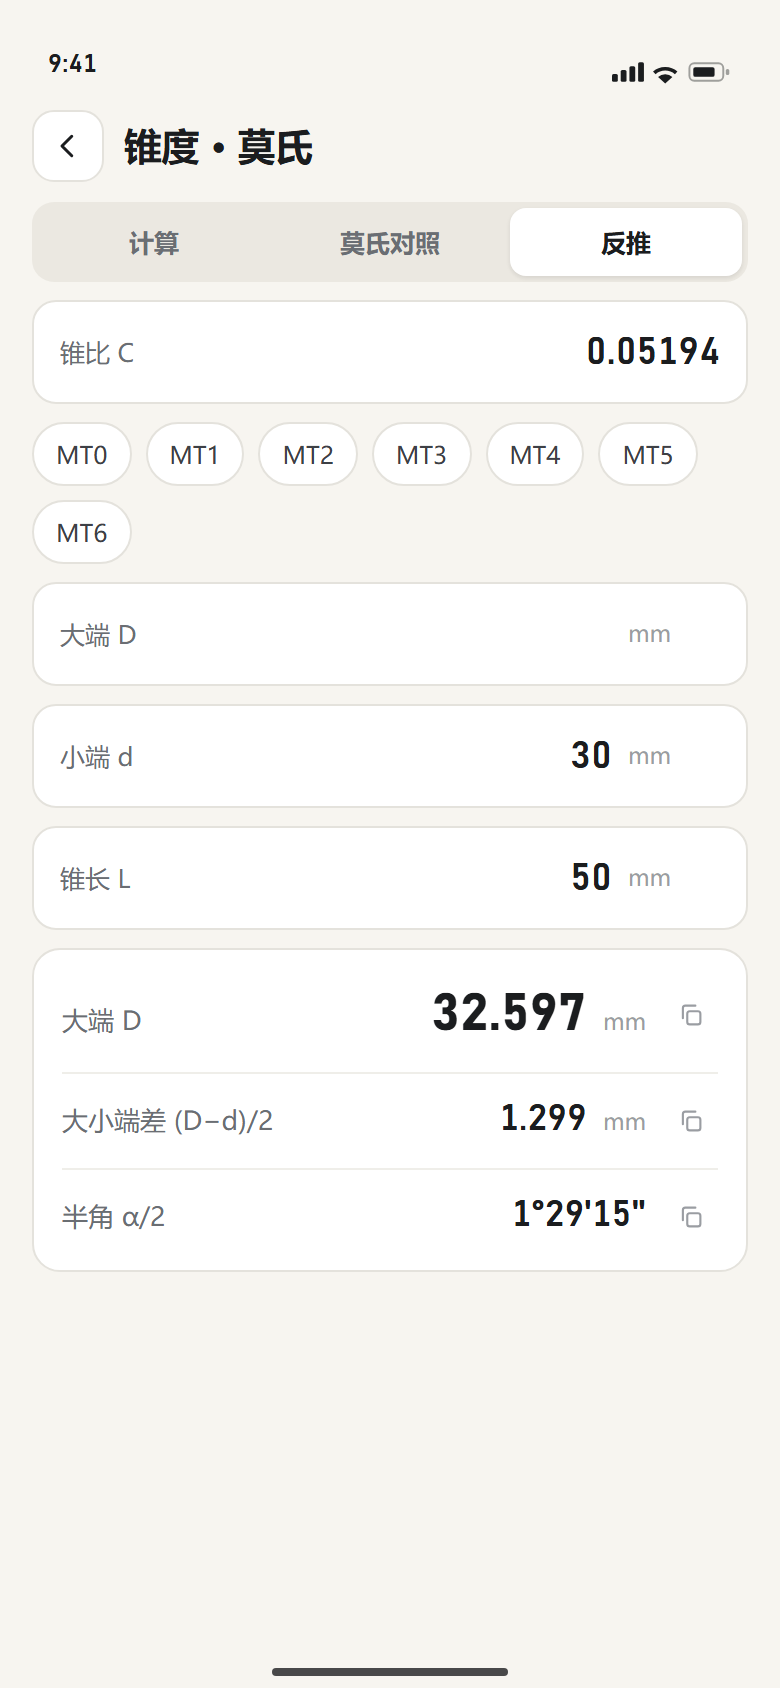 9:41
锥度·莫氏
计算 莫氏对照 反推
锥比 C 0.05194
MT0 MT1 MT2 MT3 MT4 MT5
MT6
大端 D mm
小端 d 30 mm
锥长 L 50 mm
大端 D 32.597 mm
大小端差 (D−d)/2 1.299 mm
半角 α/2 1°29'15"